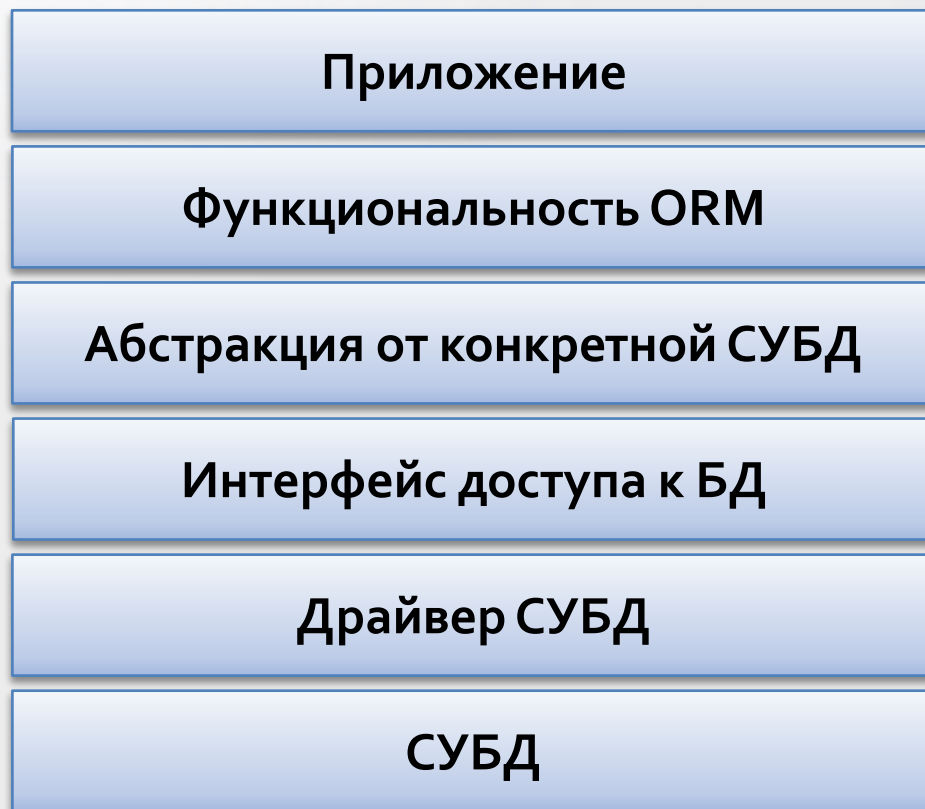 Приложение
Функциональность ORM
Абстракция от конкретной СУБД
Интерфейс доступа к БД
Драйвер СУБД
СУБД